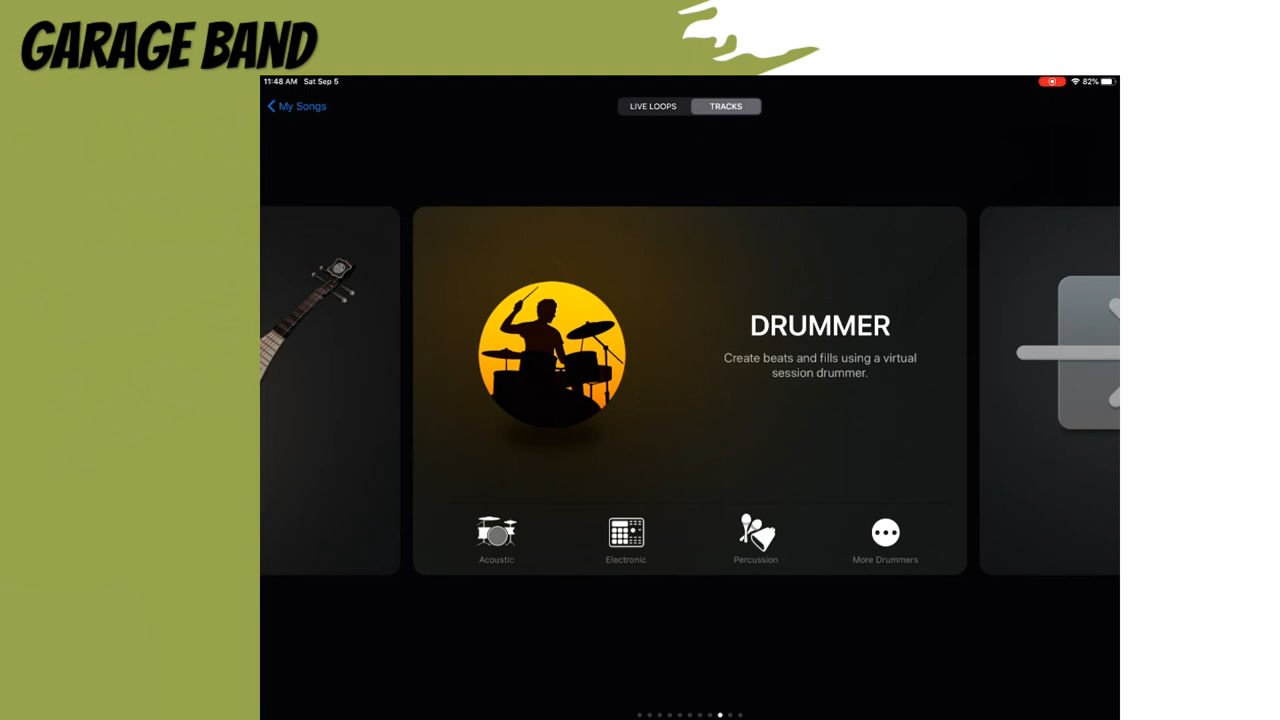 GARAGE BAND
11:48 AM Sat Sep 5
82%
My Songs
LIVE LOOPS
TRACKS
DRUMMER
Create beats and fills using a virtual
session drummer.
Acoustic
Electronic
Percussion
More Drummers